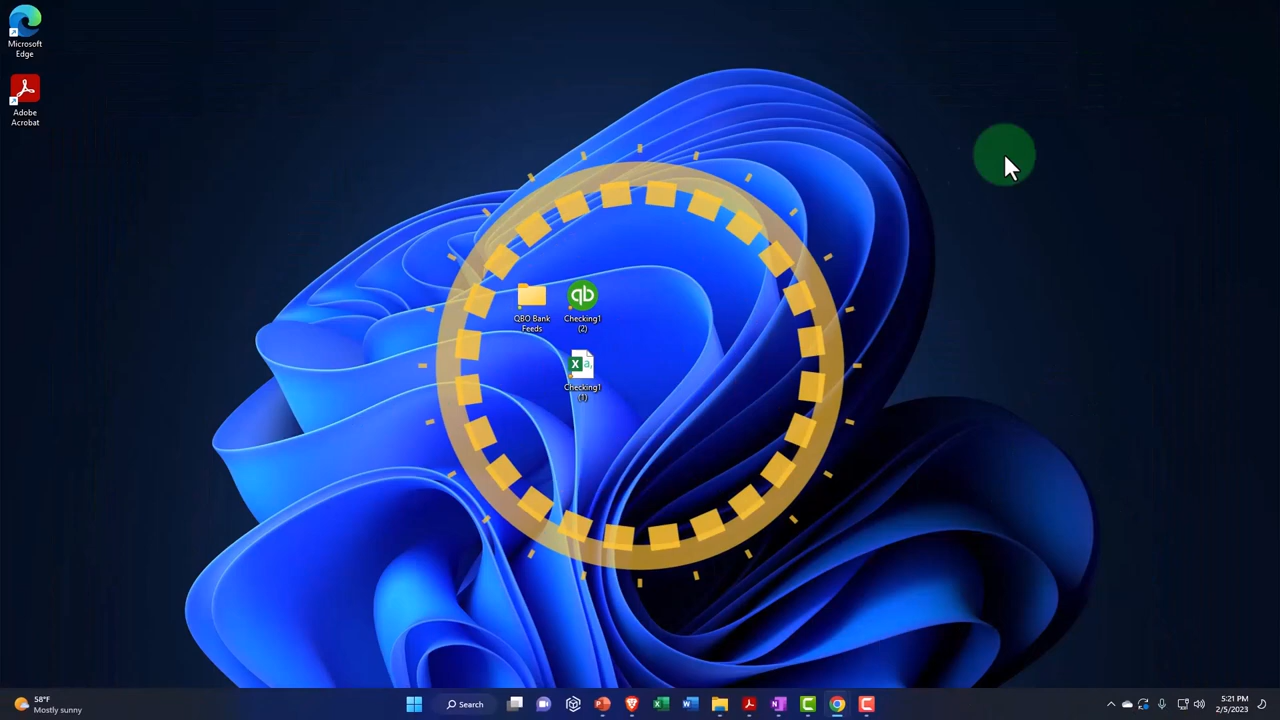 Microsoft
Edge
Adobe
Acrobat
QBO Bank
Feeds
qb
Checking1
(2)
X a,
Checking1
(1)
58°F
Mostly sunny
Search
5:21 PM
2/5/2023